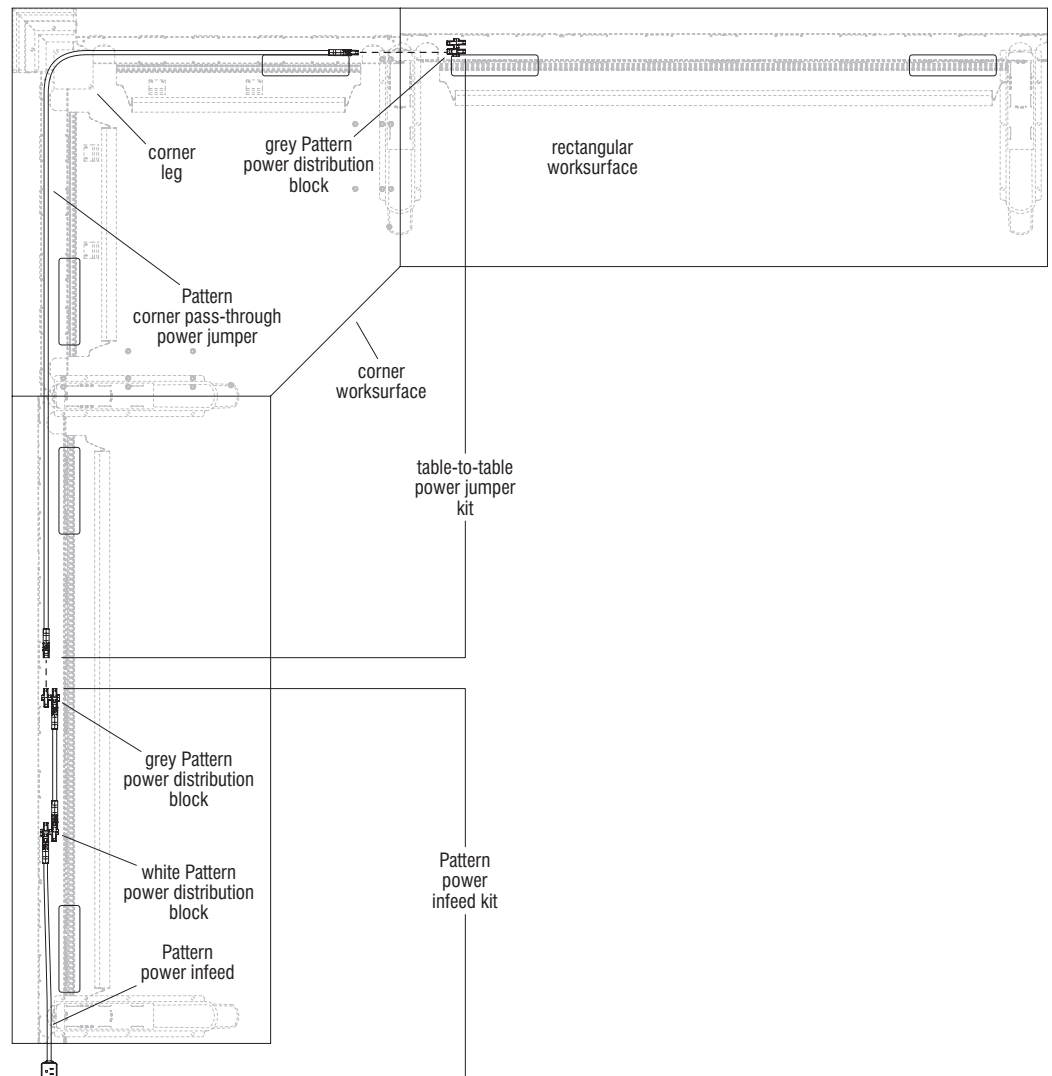 corner
leg
grey Pattern
power distribution
block
rectangular
worksurface
Pattern
corner pass-through
power jumper
corner
worksurface
table-to-table
power jumper
kit
grey Pattern
power distribution
block
white Pattern
power distribution
block
Pattern
power
infeed kit
Pattern
power infeed